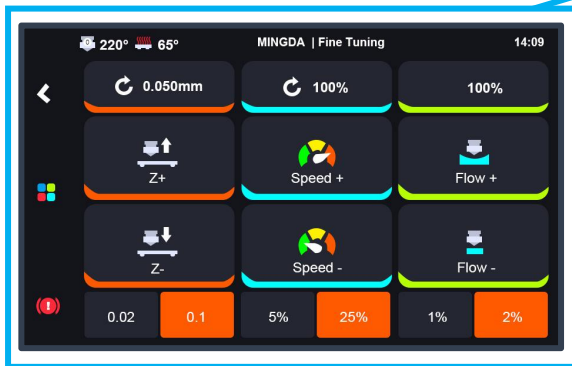 0 220° 65° MINGDA | Fine Tuning 14:09
0.050mm 100% 100%
Z+ Speed + Flow +
Z- Speed - Flow -
0.02 0.1 5% 25% 1% 2%